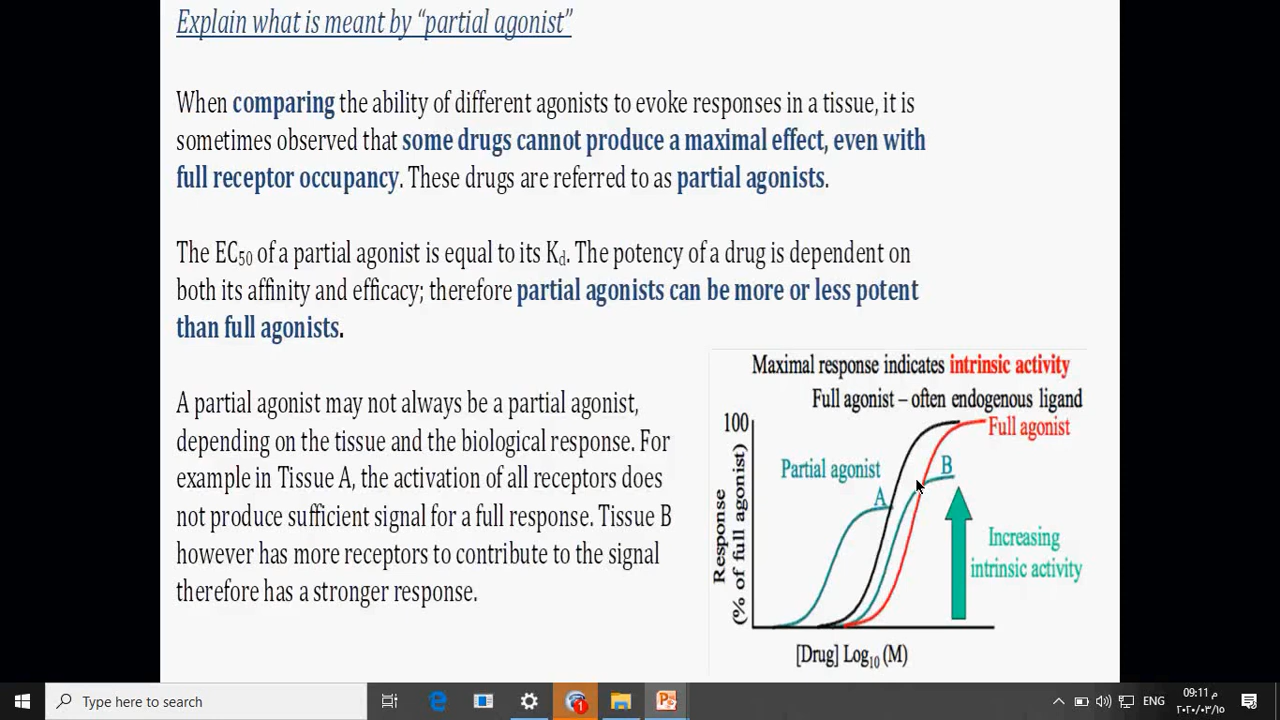 Explain what is meant by “partial agonist”
When comparing the ability of different agonists to evoke responses in a tissue, it is
sometimes observed that some drugs cannot produce a maximal effect, even with
full receptor occupancy. These drugs are referred to as partial agonists.
The EC50 of a partial agonist is equal to its Kd. The potency of a drug is dependent on
both its affinity and efficacy; therefore partial agonists can be more or less potent
than full agonists.
A partial agonist may not always be a partial agonist,
depending on the tissue and the biological response. For
example in Tissue A, the activation of all receptors does
not produce sufficient signal for a full response. Tissue B
however has more receptors to contribute to the signal
therefore has a stronger response.
Maximal response indicates intrinsic activity
Full agonist – often endogenous ligand
100
Full agonist
Partial agonist
B
A
Response
(% of full agonist)
Increasing
intrinsic activity
[Drug] Log10 (M)
Type here to search
1
ENG
09:11 م
٢٠٢٠/٠٣/١٥